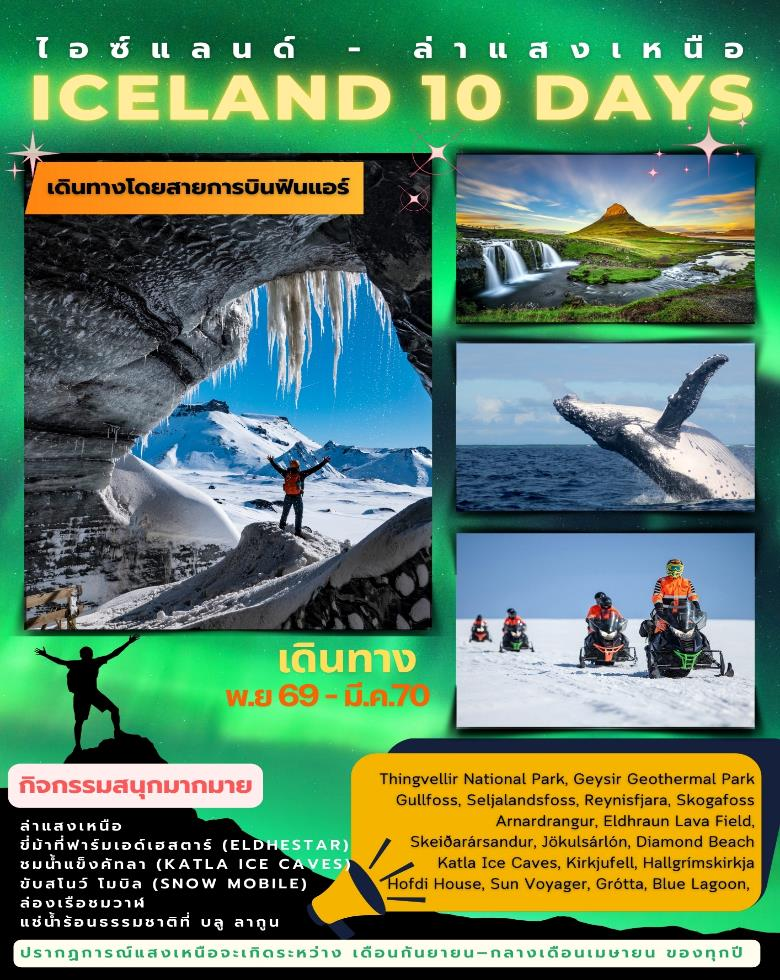 ไอซ์แลนด์ - ล่าแสงเหนือ
ICELAND 10 DAYS
เดินทางโดยสายการบินฟินแอร์
เดินทาง
พ.ย 69 - มี.ค.70
กิจกรรมสนุกมากมาย
ล่าแสงเหนือ
ขี่ม้าที่ฟาร์มเอด์เฮสตาร์ (ELDHESTAR)
ชมน้ำแข็งคัทลา (KATLA ICE CAVES)
ขับสโนว์ โมบิล (SNOW MOBILE)
ล่องเรือชมวาฬ
แช่น้ำร้อนธรรมชาติที่ บลู ลากูน
Thingvellir National Park, Geysir Geothermal Park
Gullfoss, Seljalandsfoss, Reynisfjara, Skogafoss
Arnardrangur, Eldhraun Lava Field,
Skeiðarársandur, Jökulsárlón, Diamond Beach
Katla Ice Caves, Kirkjufell, Hallgrímskirkja
Hofdi House, Sun Voyager, Grótta, Blue Lagoon,
ปรากฏการณ์แสงเหนือจะเกิดระหว่าง เดือนกันยายน–กลางเดือนเมษายน ของทุกปี